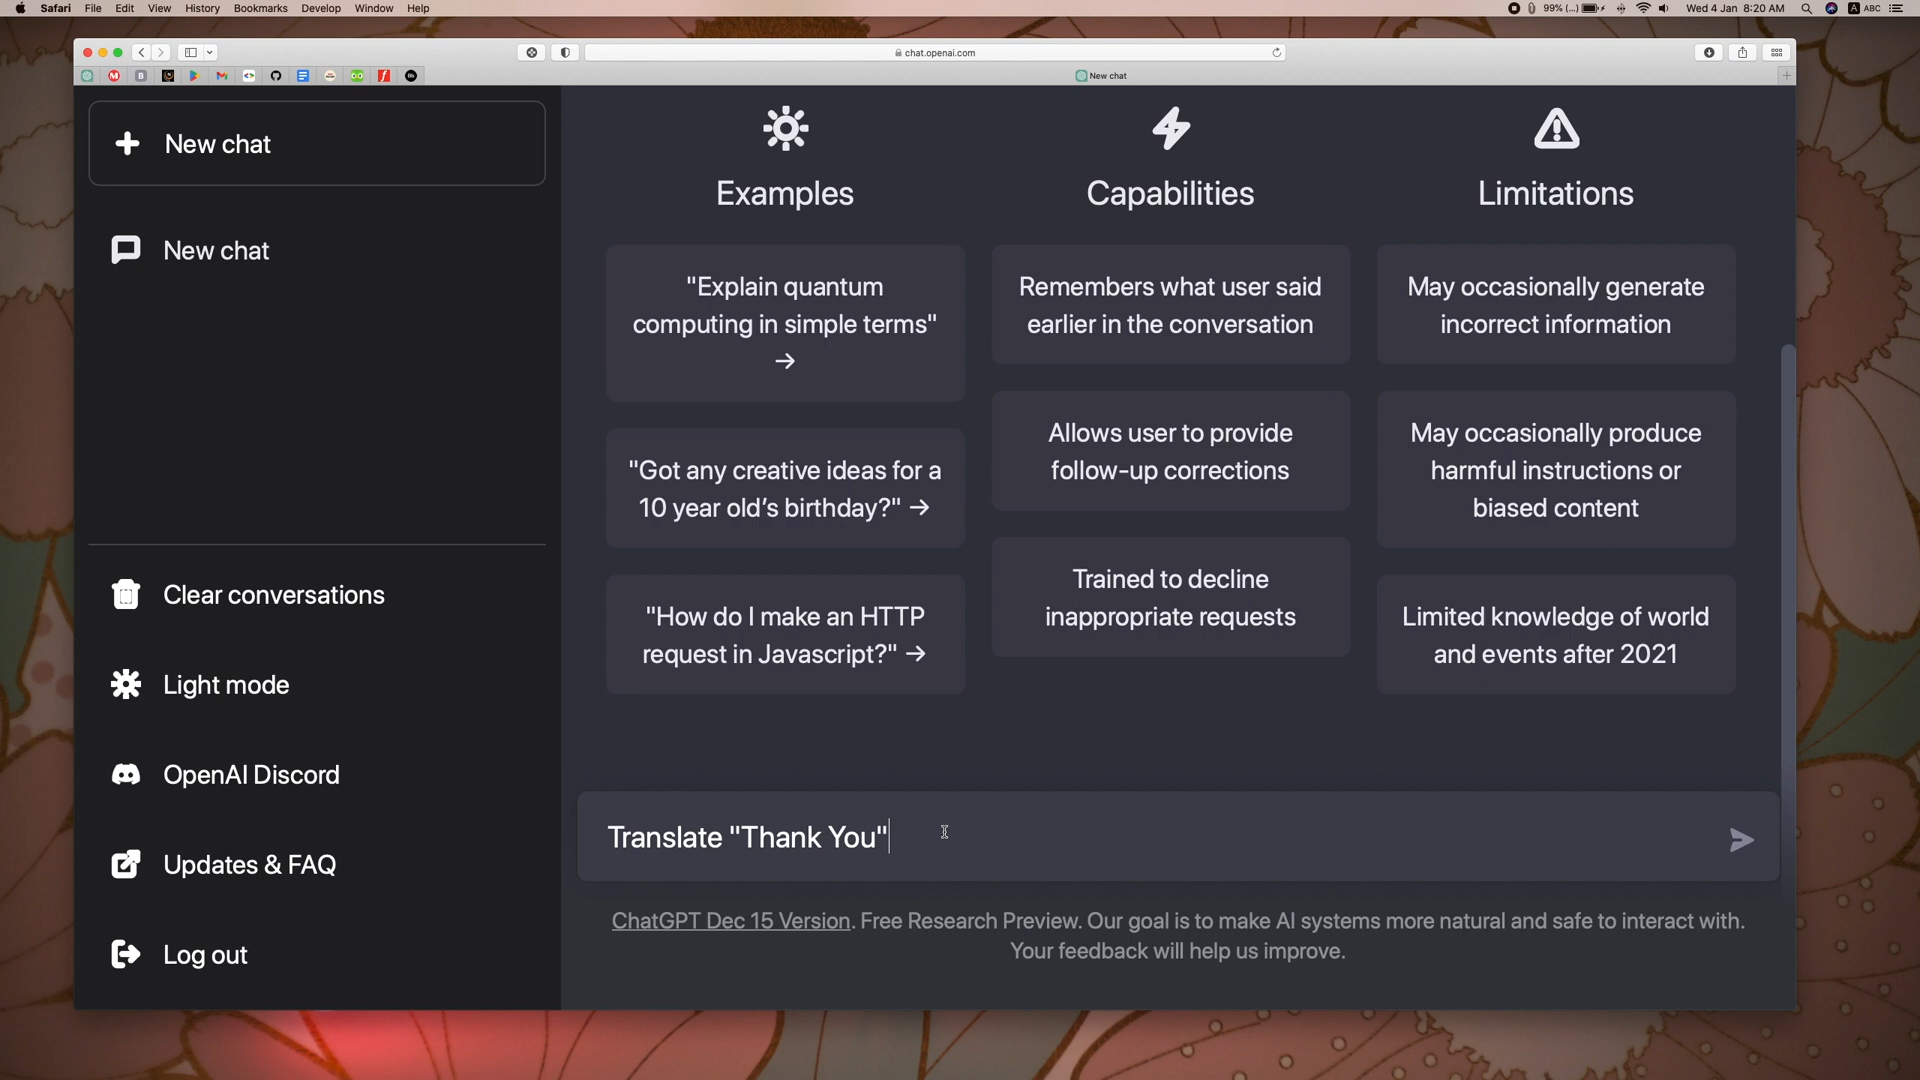 Safari File Edit View History Bookmarks Develop Window Help
99% (...) Wed 4 Jan 8:20 AM A ABC
chat.openai.com
New chat
New chat
New chat
Clear conversations
Light mode
OpenAI Discord
Updates & FAQ
Log out
Examples
"Explain quantum
computing in simple terms"
→
"Got any creative ideas for a
10 year old's birthday?" →
"How do I make an HTTP
request in Javascript?" →
Capabilities
Remembers what user said
earlier in the conversation
Allows user to provide
follow-up corrections
Trained to decline
inappropriate requests
Limitations
May occasionally generate
incorrect information
May occasionally produce
harmful instructions or
biased content
Limited knowledge of world
and events after 2021
Translate "Thank You"
ChatGPT Dec 15 Version. Free Research Preview. Our goal is to make AI systems more natural and safe to interact with.
Your feedback will help us improve.